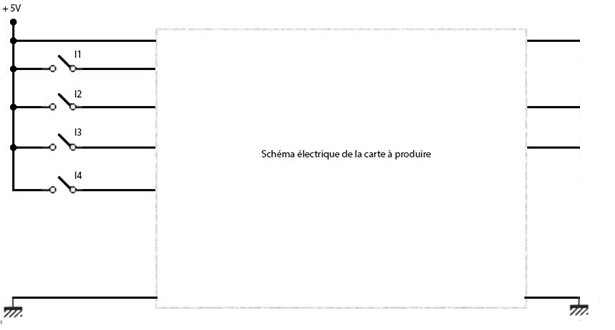 + 5V
I1
I2
I3
Schéma électrique de la carte à produire
I4